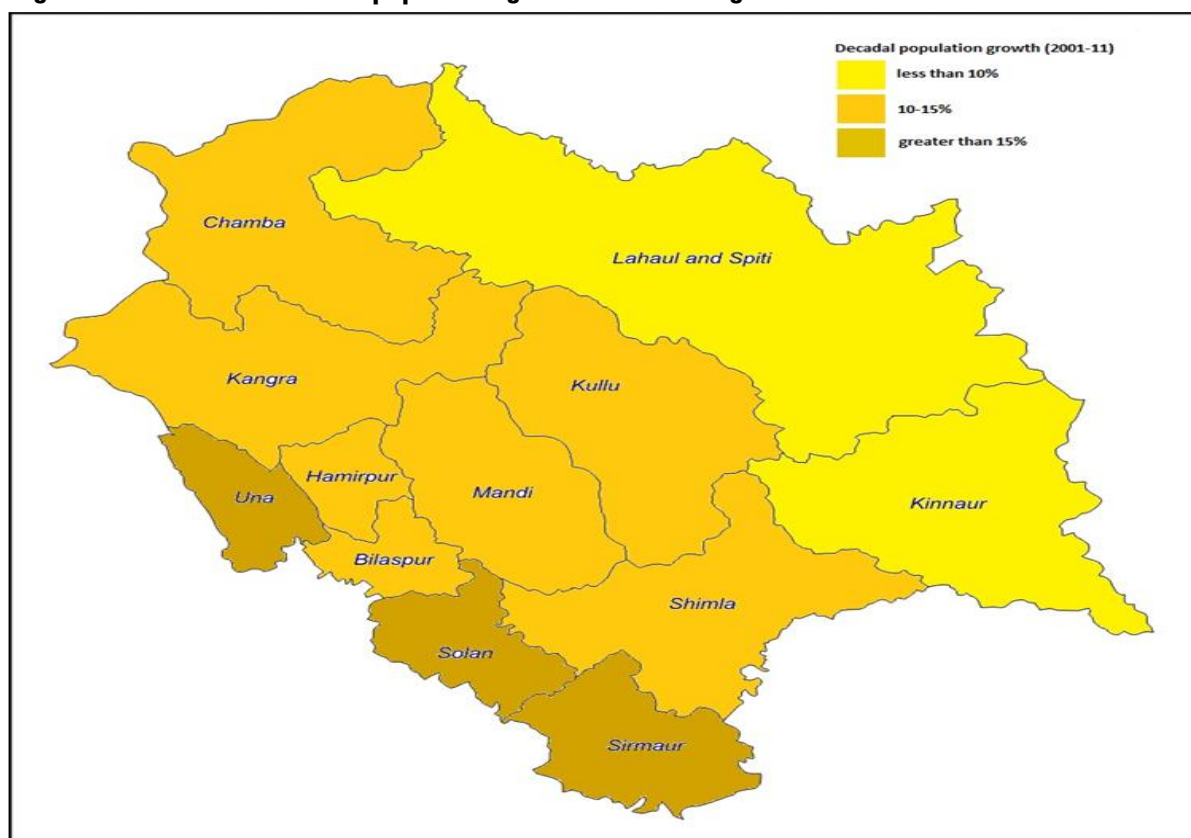 Decadal population growth (2001-11)
less than 10%
10-15%
greater than 15%
Chamba
Lahaul and Spiti
Kangra
Kullu
Hamirpur
Mandi
Una
Kinnaur
Bilaspur
Shimla
Solan
Sirmaur